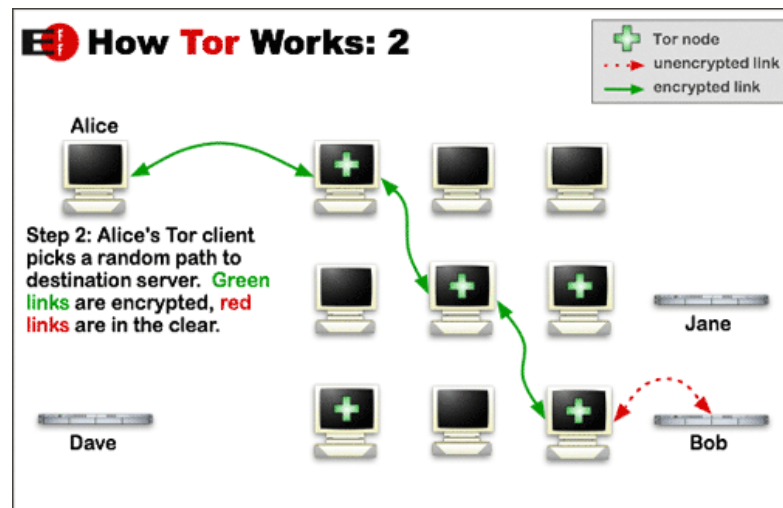 EFF How Tor Works: 2
Tor node
unencrypted link
encrypted link
Alice
Step 2: Alice's Tor client
picks a random path to
destination server. Green
links are encrypted, red
links are in the clear.
Jane
Dave
Bob